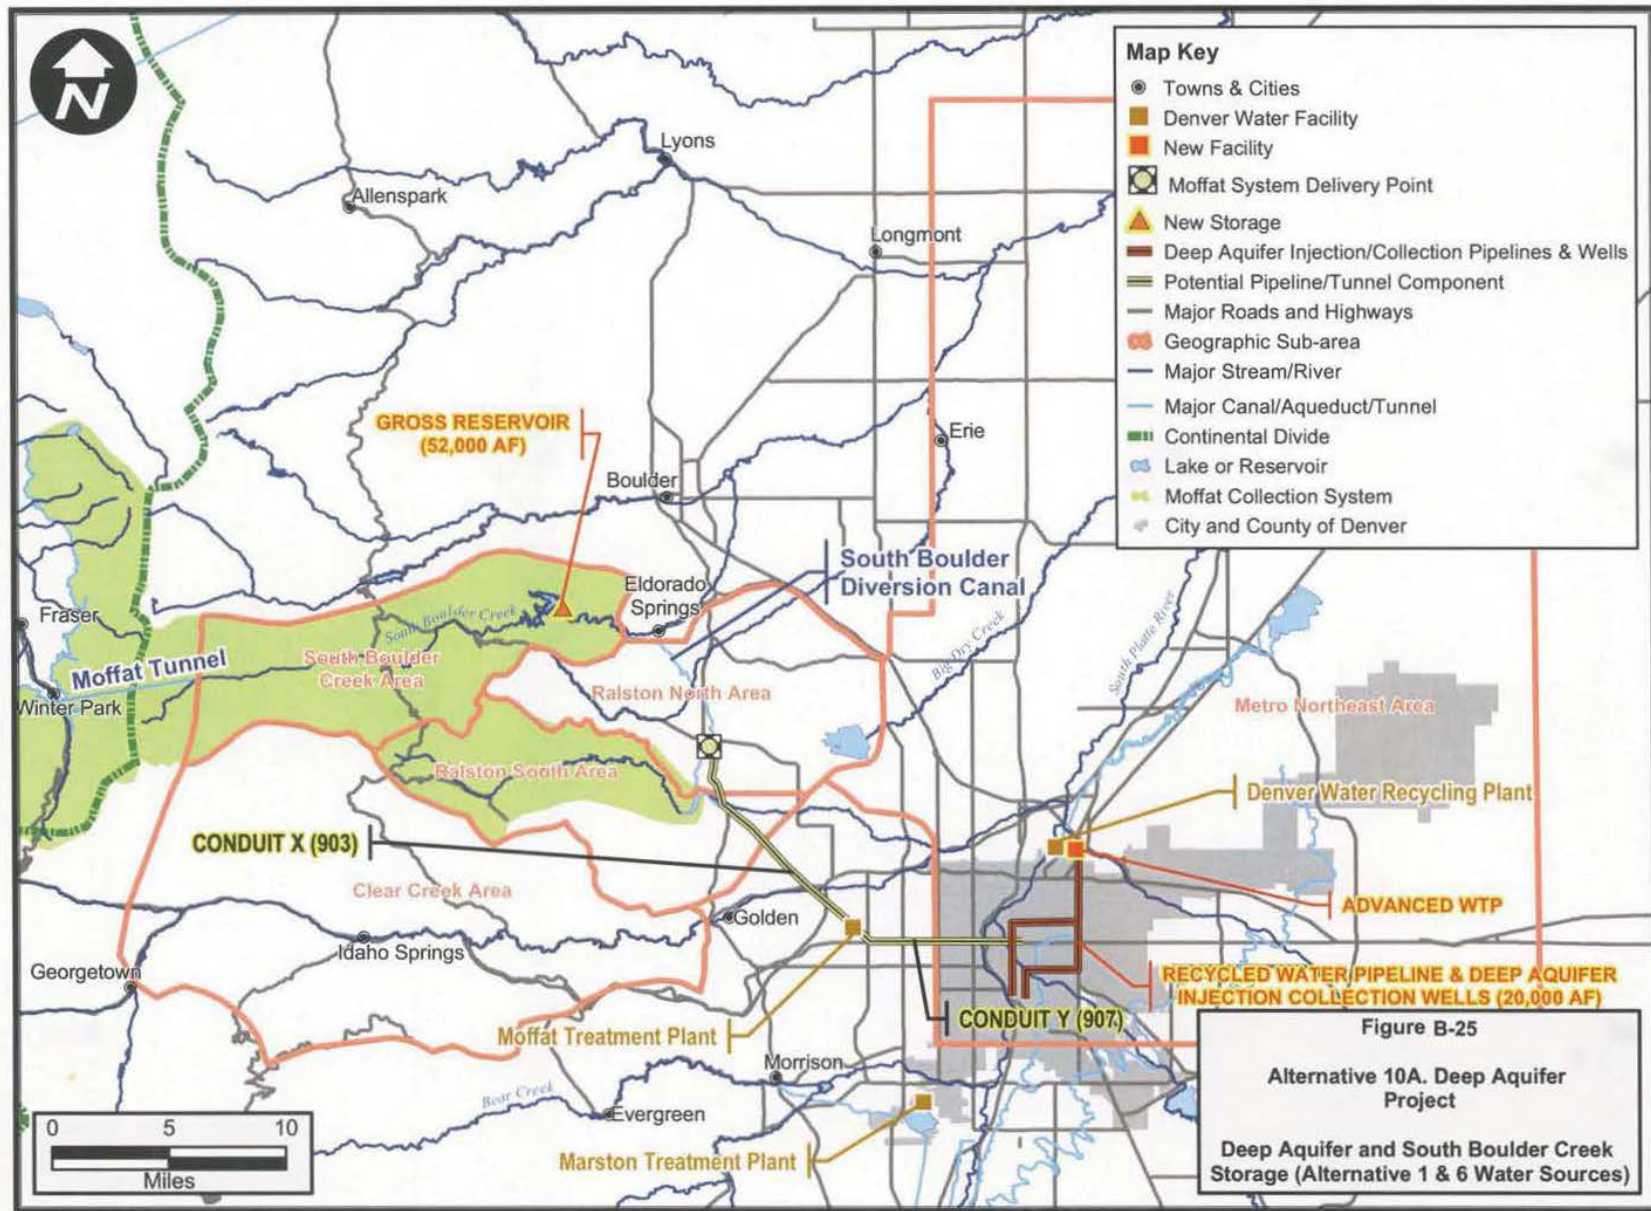 N
Map Key
Towns & Cities
Denver Water Facility
New Facility
Moffat System Delivery Point
New Storage
Deep Aquifer Injection/Collection Pipelines & Wells
Potential Pipeline/Tunnel Component
Major Roads and Highways
Geographic Sub-area
Major Stream/River
Major Canal/Aqueduct/Tunnel
Continental Divide
Lake or Reservoir
Moffat Collection System
City and County of Denver
Lyons
Allenspark
Longmont
GROSS RESERVOIR
(52,000 AF)
Erie
Boulder
South Boulder
Diversion Canal
Eldorado
Springs
Fraser
South Boulder Creek
Big Dry Creek
South Platte River
Moffat Tunnel
South Boulder
Creek Area
Ralston North Area
Winter Park
Metro Northeast Area
Ralston South Area
Denver Water Recycling Plant
CONDUIT X (903)
Clear Creek Area
ADVANCED WTP
Golden
Idaho Springs
Georgetown
RECYCLED WATER PIPELINE & DEEP AQUIFER
INJECTION COLLECTION WELLS (20,000 AF)
CONDUIT Y (907)
Moffat Treatment Plant
Morrison
Bear Creek
Evergreen
Marston Treatment Plant
0 5 10
Miles
Figure B-25
Alternative 10A. Deep Aquifer
Project
Deep Aquifer and South Boulder Creek
Storage (Alternative 1 & 6 Water Sources)